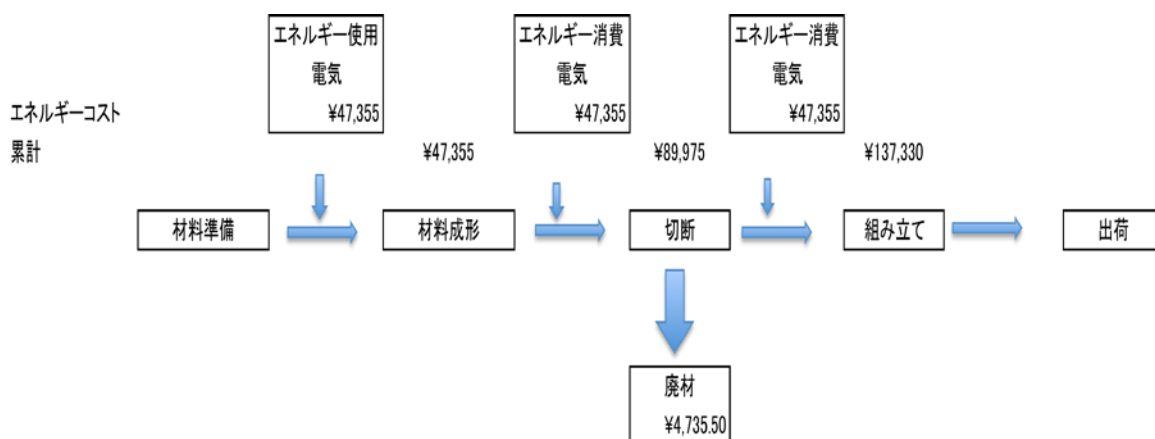 エネルギー使用
電気
¥47,355
エネルギー消費
電気
¥47,355
エネルギー消費
電気
¥47,355
エネルギーコスト
累計
¥47,355
¥89,975
¥137,330
材料準備
材料成形
切断
組み立て
出荷
廃材
¥4,735.50